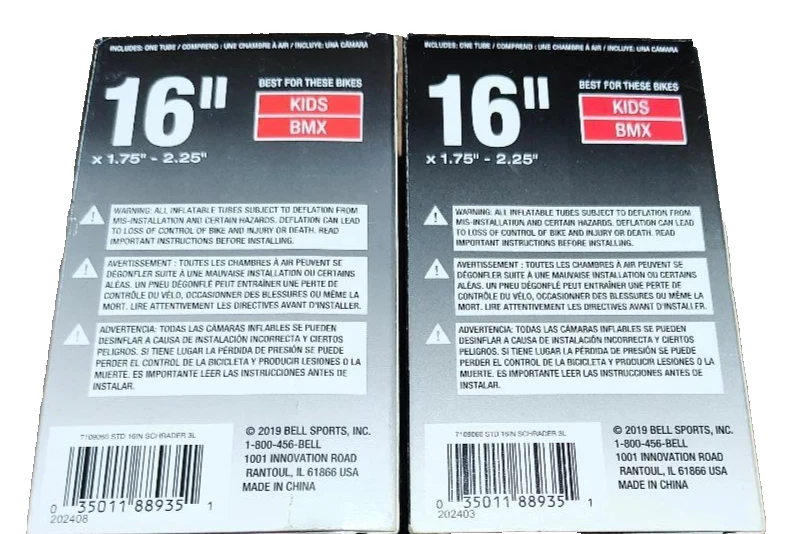 INCLUDES: ONE TUBE / COMPREND : UNE CHAMBRE À AIR / INCLUYE: UNA CÁMARA
16"
x 1.75" - 2.25"
BEST FOR THESE BIKES
KIDS
BMX
WARNING: ALL INFLATABLE TUBES SUBJECT TO DEFLATION FROM
MIS-INSTALLATION AND CERTAIN HAZARDS. DEFLATION CAN LEAD
TO LOSS OF CONTROL OF BIKE AND INJURY OR DEATH. READ
IMPORTANT INSTRUCTIONS BEFORE INSTALLING.
AVERTISSEMENT : TOUTES LES CHAMBRES À AIR PEUVENT SE
DÉGONFLER SUITE À UNE MAUVAISE INSTALLATION OU CERTAINS
ALÉAS. UN PNEU DÉGONFLÉ PEUT ENTRAÎNER UNE PERTE DE
CONTRÔLE DU VÉLO, OCCASIONNER DES BLESSURES OU MÊME LA
MORT. LIRE ATTENTIVEMENT LES DIRECTIVES AVANT D'INSTALLER.
ADVERTENCIA: TODAS LAS CÁMARAS INFLABLES SE PUEDEN
DESINFLAR A CAUSA DE INSTALACIÓN INCORRECTA Y CIERTOS
PELIGROS. SI TIENE LUGAR LA PÉRDIDA DE PRESIÓN SE PUEDE
PERDER EL CONTROL DE LA BICICLETA Y PRODUCIR LESIONES O LA
MUERTE. ES IMPORTANTE LEER LAS INSTRUCCIONES ANTES DE
INSTALAR.
7109060 STD 16IN SCHRADER 3L
0 35011 88935 1
202408
© 2019 BELL SPORTS, INC.
1-800-456-BELL
1001 INNOVATION ROAD
RANTOUL, IL 61866 USA
MADE IN CHINA
INCLUDES: ONE TUBE / COMPREND : UNE CHAMBRE À AIR / INCLUYE: UNA CÁMARA
16"
x 1.75" - 2.25"
BEST FOR THESE BIKES
KIDS
BMX
WARNING: ALL INFLATABLE TUBES SUBJECT TO DEFLATION FROM
MIS-INSTALLATION AND CERTAIN HAZARDS. DEFLATION CAN LEAD
TO LOSS OF CONTROL OF BIKE AND INJURY OR DEATH. READ
IMPORTANT INSTRUCTIONS BEFORE INSTALLING.
AVERTISSEMENT : TOUTES LES CHAMBRES À AIR PEUVENT SE
DÉGONFLER SUITE À UNE MAUVAISE INSTALLATION OU CERTAINS
ALÉAS. UN PNEU DÉGONFLÉ PEUT ENTRAÎNER UNE PERTE DE
CONTRÔLE DU VÉLO, OCCASIONNER DES BLESSURES OU MÊME LA
MORT. LIRE ATTENTIVEMENT LES DIRECTIVES AVANT D'INSTALLER.
ADVERTENCIA: TODAS LAS CÁMARAS INFLABLES SE PUEDEN
DESINFLAR A CAUSA DE INSTALACIÓN INCORRECTA Y CIERTOS
PELIGROS. SI TIENE LUGAR LA PÉRDIDA DE PRESIÓN SE PUEDE
PERDER EL CONTROL DE LA BICICLETA Y PRODUCIR LESIONES O LA
MUERTE. ES IMPORTANTE LEER LAS INSTRUCCIONES ANTES DE
INSTALAR.
7109060 STD 16IN SCHRADER 3L
0 35011 88935 1
202403
© 2019 BELL SPORTS, INC.
1-800-456-BELL
1001 INNOVATION ROAD
RANTOUL, IL 61866 USA
MADE IN CHINA